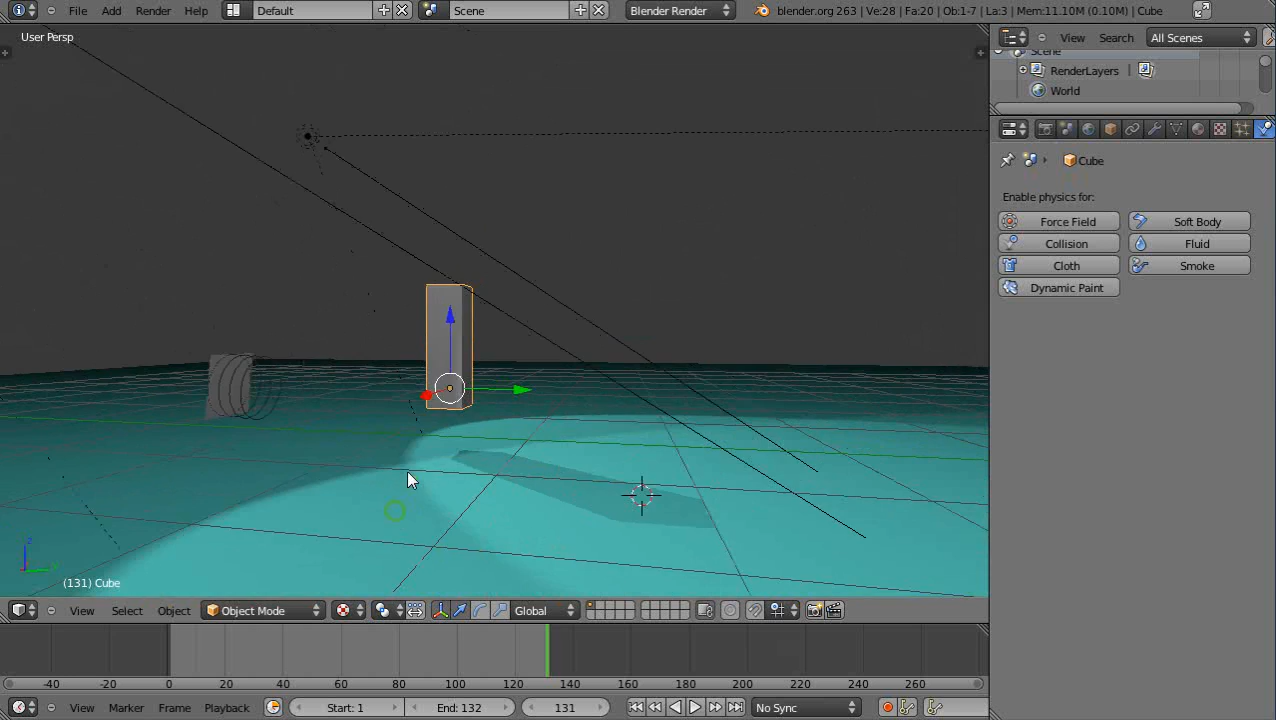 File Add Render Help Default Scene Blender Render blender.org 263 | Ve:28 | Fa:20 | Ob:1-7 | La:3 | Mem:11.10M (0.10M) | Cube
User Persp
View Search All Scenes
Scene
RenderLayers
World
Cube
Enable physics for:
Force Field Soft Body
Collision Fluid
Cloth Smoke
Dynamic Paint
z
y
(131) Cube
View Select Object Object Mode Global
-40 -20 0 20 40 60 80 100 120 140 160 180 200 220 240 260
View Marker Frame Playback Start: 1 End: 132 131 No Sync